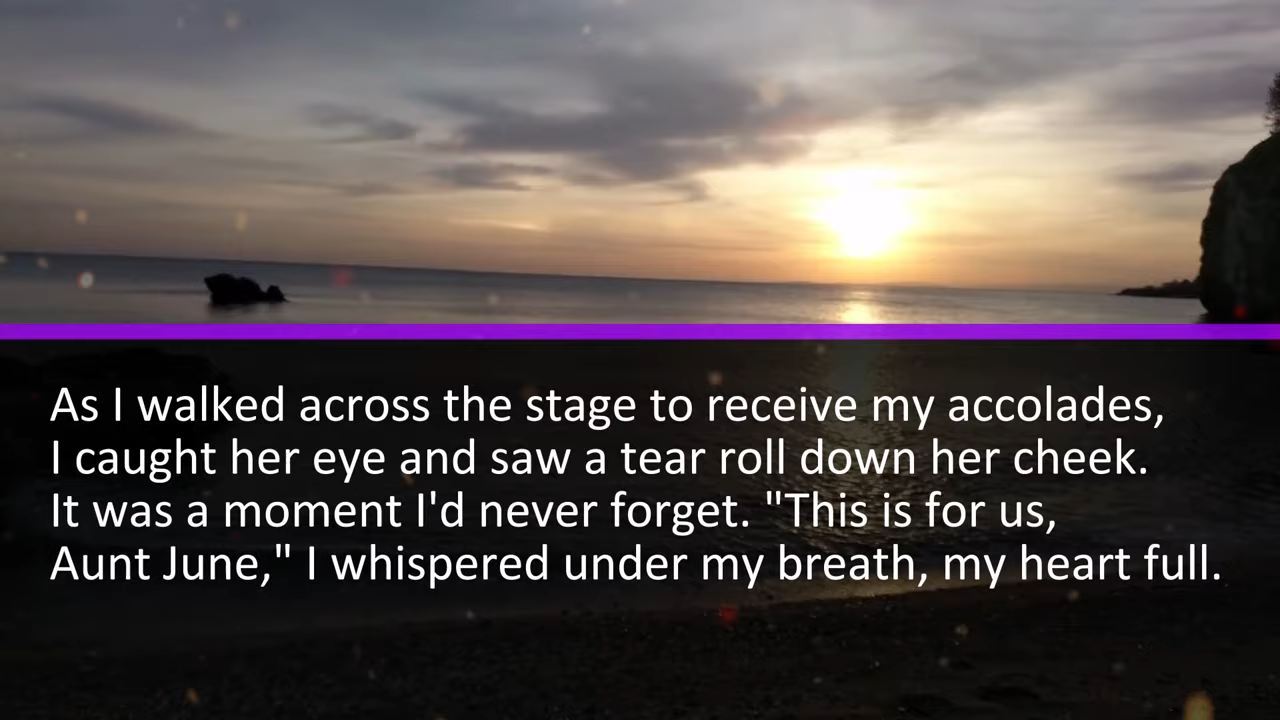 As I walked across the stage to receive my accolades,
I caught her eye and saw a tear roll down her cheek.
It was a moment I'd never forget. "This is for us,
Aunt June," I whispered under my breath, my heart full.